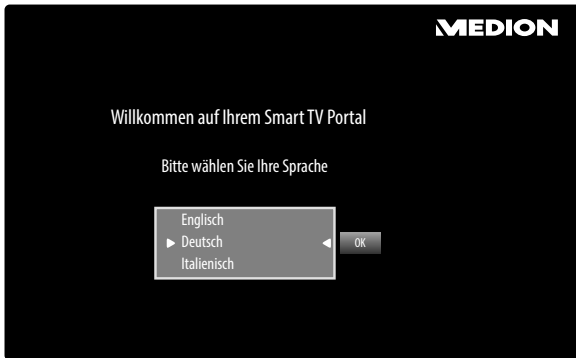 MEDION
Willkommen auf Ihrem Smart TV Portal
Bitte wählen Sie Ihre Sprache
Englisch
Deutsch OK
Italienisch